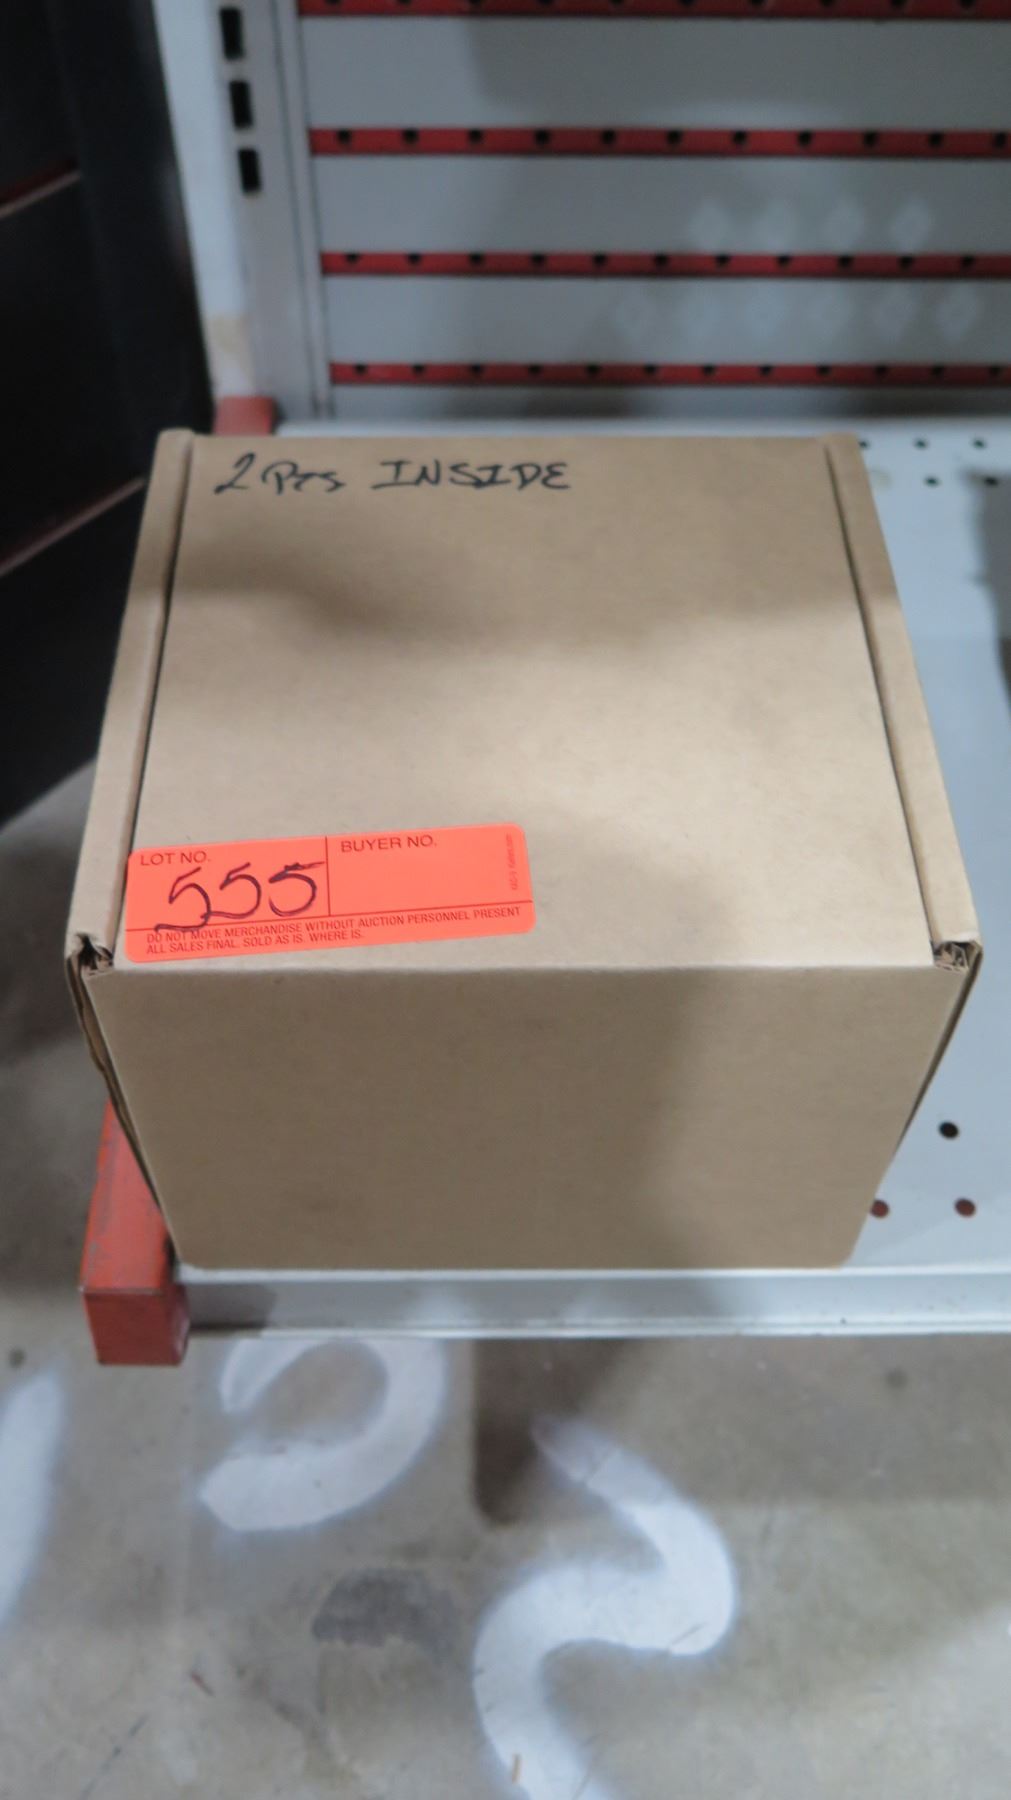 2 Pcs INSIDE
LOT NO.
555
BUYER NO.
DO NOT MOVE MERCHANDISE WITHOUT AUCTION PERSONNEL PRESENT
ALL SALES FINAL. SOLD AS IS. WHERE IS.